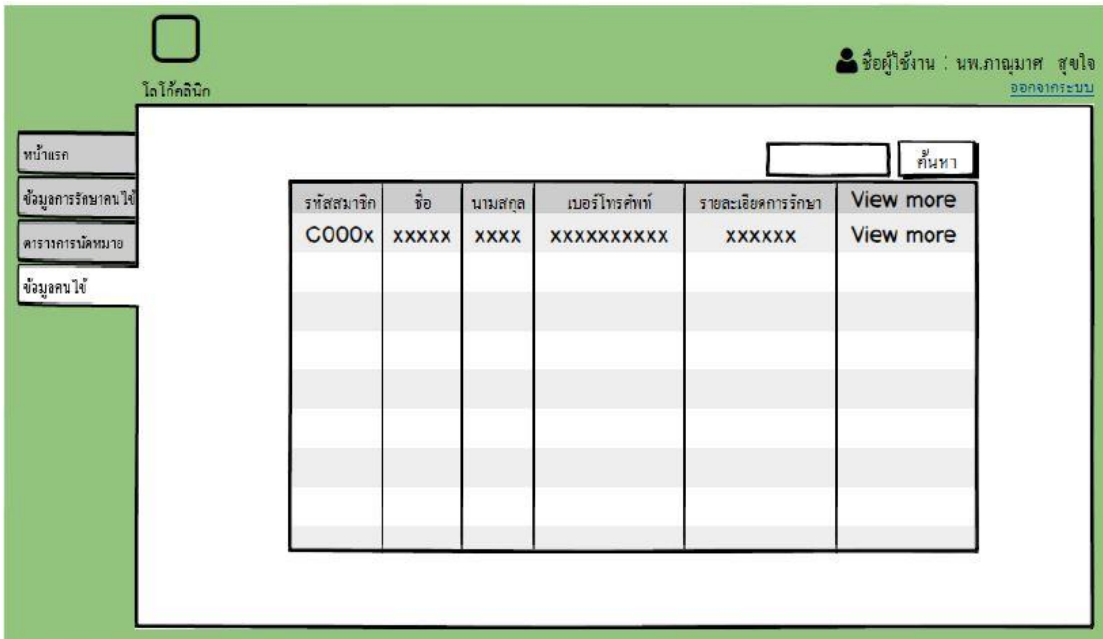 ชื่อผู้ใช้งาน : นพ.ภาณุมาศ สุขใจ
โลโก้คลินิก
ออกจากระบบ
หน้าแรก
ข้อมูลการรักษาคนไข้
ตารางการนัดหมาย
ข้อมูลคนไข้
ค้นหา
รหัสสมาชิก ชื่อ นามสกุล เบอร์โทรศัพท์ รายละเอียดการรักษา View more
C000x xxxxx xxxx xxxxxxxxxx xxxxxx View more